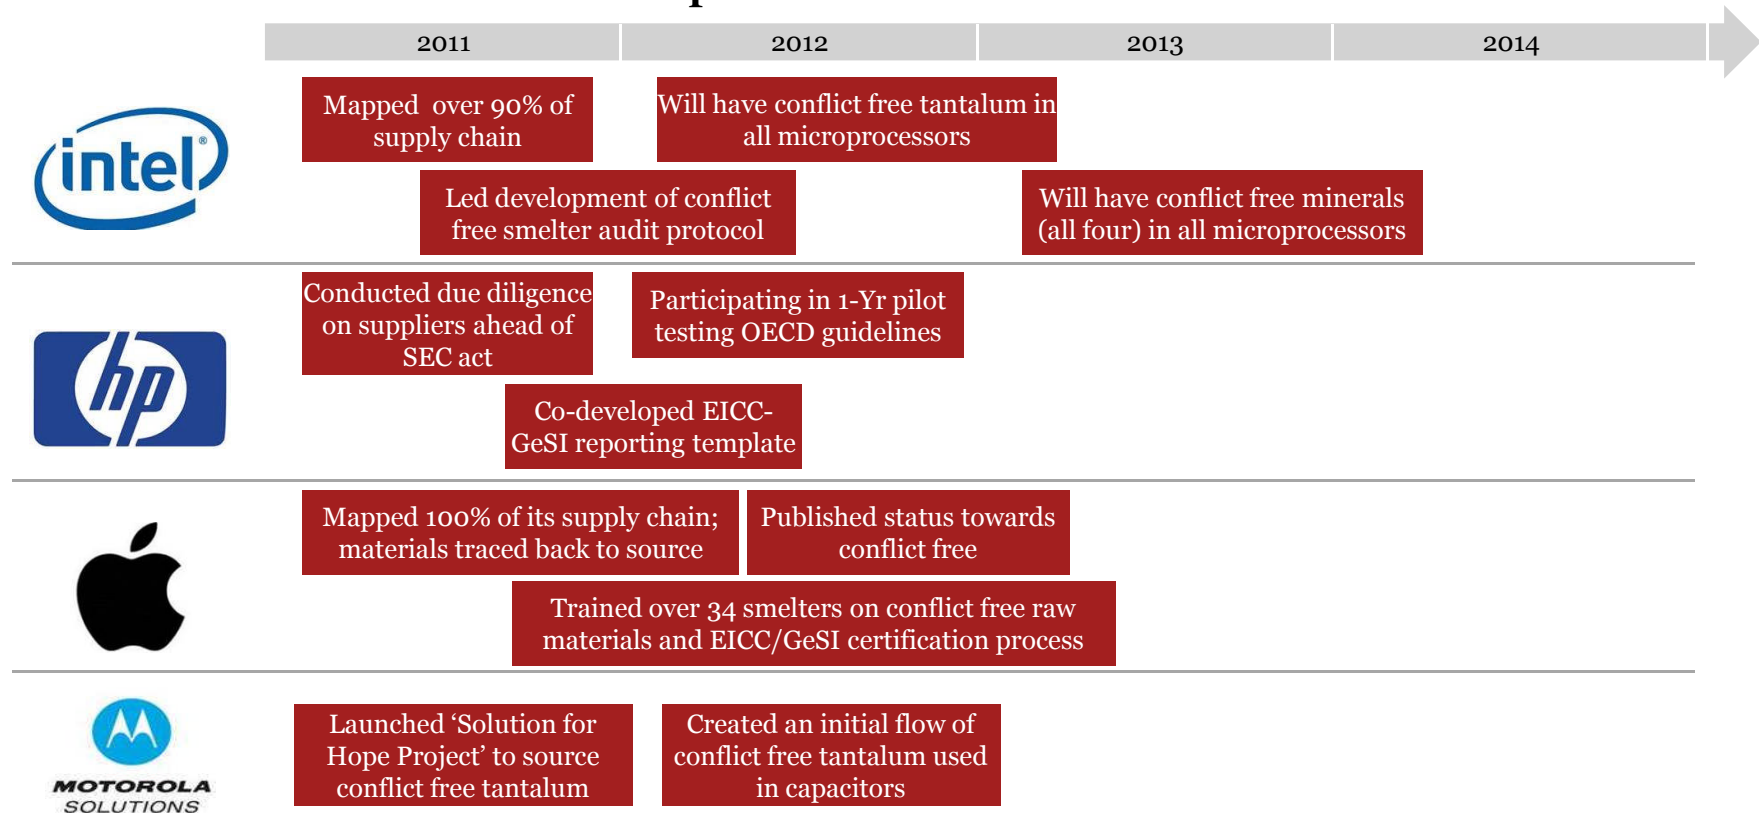 2011 2012 2013 2014
Mapped over 90% of
supply chain
Will have conflict free tantalum in
all microprocessors
intel®
Led development of conflict
free smelter audit protocol
Will have conflict free minerals
(all four) in all microprocessors
Conducted due diligence
on suppliers ahead of
SEC act
Participating in 1-Yr pilot
testing OECD guidelines
hp
Co-developed EICC-
GeSI reporting template
Mapped 100% of its supply chain;
materials traced back to source
Published status towards
conflict free
Trained over 34 smelters on conflict free raw
materials and EICC/GeSI certification process
Launched ‘Solution for
Hope Project’ to source
conflict free tantalum
Created an initial flow of
conflict free tantalum used
in capacitors
MOTOROLA
SOLUTIONS